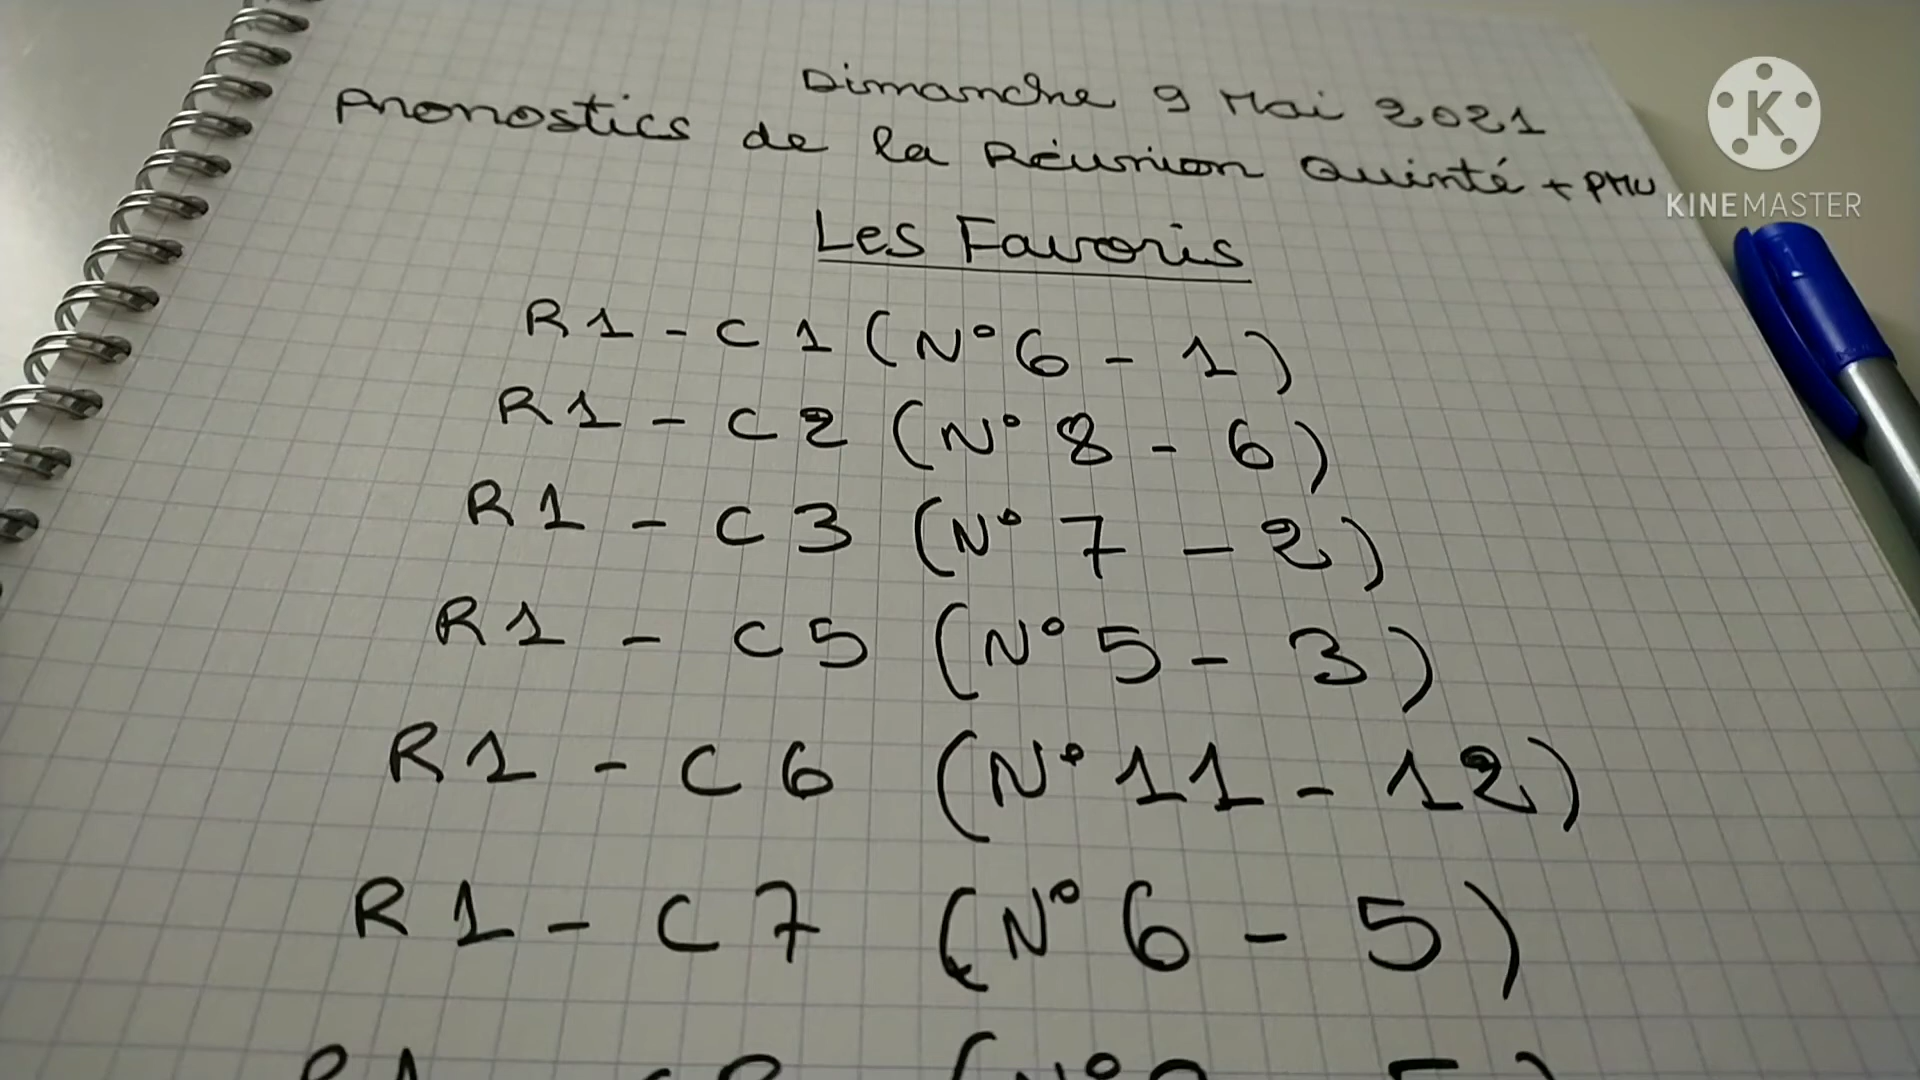 Dimanche 9 Mai 2021
Pronostics de la Réunion Quinté + PMU
KINEMASTER
Les Favoris
R1 - C1 (N° 6 - 1)
R1 - C2 (N° 8 - 6)
R1 - C3 (N° 7 - 2)
R1 - C5 (N° 5 - 3)
R1 - C6 (N° 11 - 12)
R1 - C7 (N° 6 - 5)